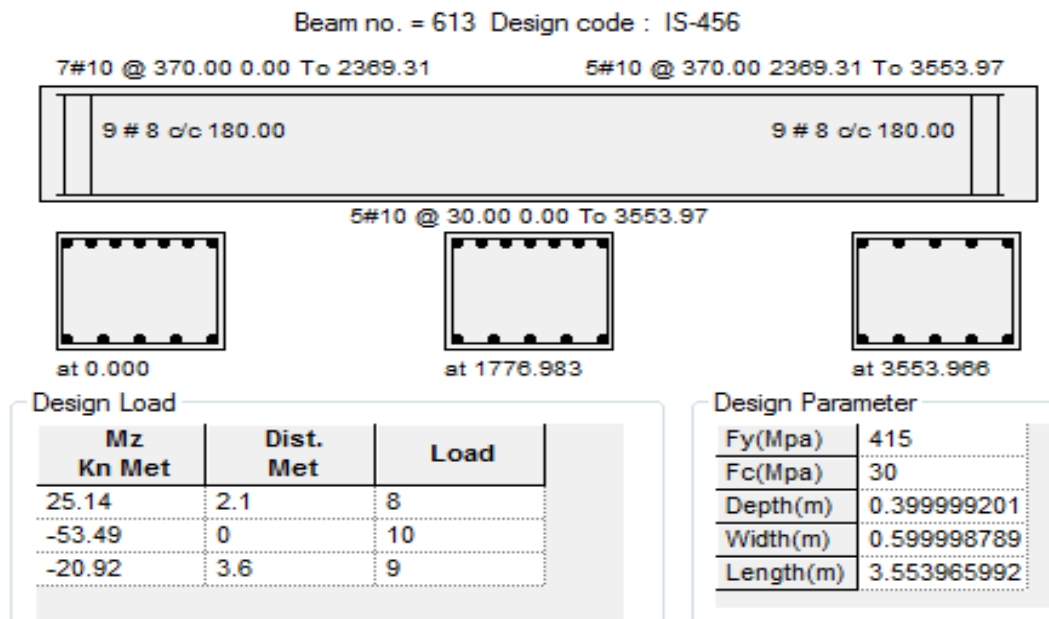 Beam no. = 613 Design code : IS-456
7#10 @ 370.00 0.00 To 2369.31 5#10 @ 370.00 2369.31 To 3553.97
9 # 8 c/c 180.00 9 # 8 c/c 180.00
5#10 @ 30.00 0.00 To 3553.97
at 0.000 at 1776.983 at 3553.966
Design Load
Mz Dist. Load
Kn Met Met
25.14 2.1 8
-53.49 0 10
-20.92 3.6 9
Design Parameter
Fy(Mpa) 415
Fc(Mpa) 30
Depth(m) 0.399999201
Width(m) 0.599998789
Length(m) 3.553965992